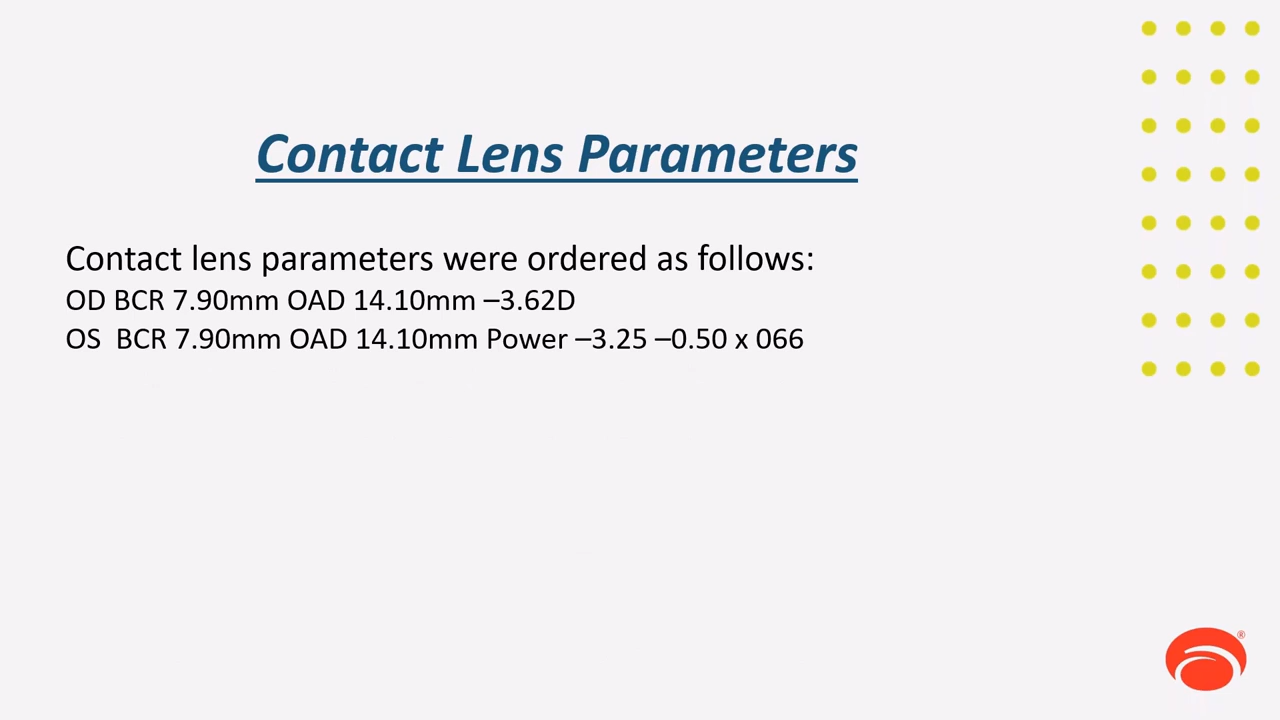 Contact Lens Parameters
Contact lens parameters were ordered as follows:
OD BCR 7.90mm OAD 14.10mm –3.62D
OS  BCR 7.90mm OAD 14.10mm Power –3.25 –0.50 x 066
®